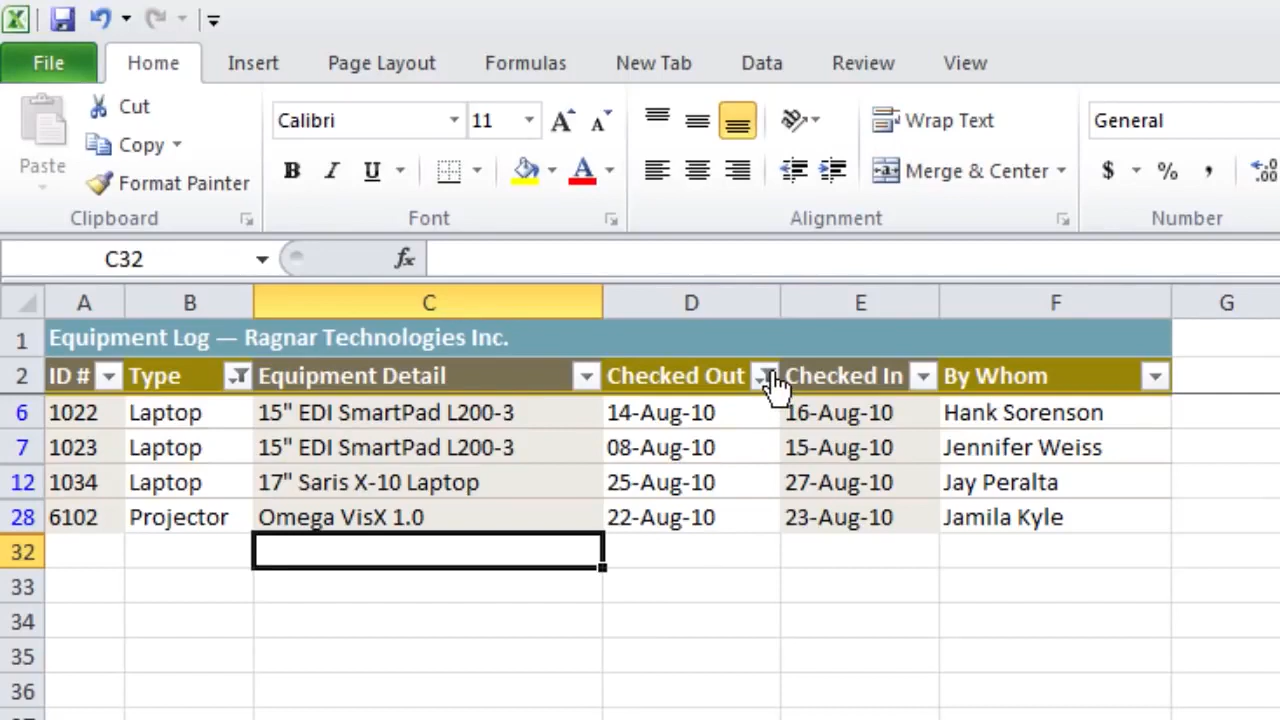 File Home Insert Page Layout Formulas New Tab Data Review View
Paste Cut Copy Format Painter
Calibri 11
B I U A
Wrap Text
Merge & Center
General
$ % ,
Clipboard Font Alignment Number
C32 fx
A B C D E F G
1 Equipment Log — Ragnar Technologies Inc.
2 ID # Type Equipment Detail Checked Out Checked In By Whom
6 1022 Laptop 15" EDI SmartPad L200-3 14-Aug-10 16-Aug-10 Hank Sorenson
7 1023 Laptop 15" EDI SmartPad L200-3 08-Aug-10 15-Aug-10 Jennifer Weiss
12 1034 Laptop 17" Saris X-10 Laptop 25-Aug-10 27-Aug-10 Jay Peralta
28 6102 Projector Omega VisX 1.0 22-Aug-10 23-Aug-10 Jamila Kyle
32
33
34
35
36